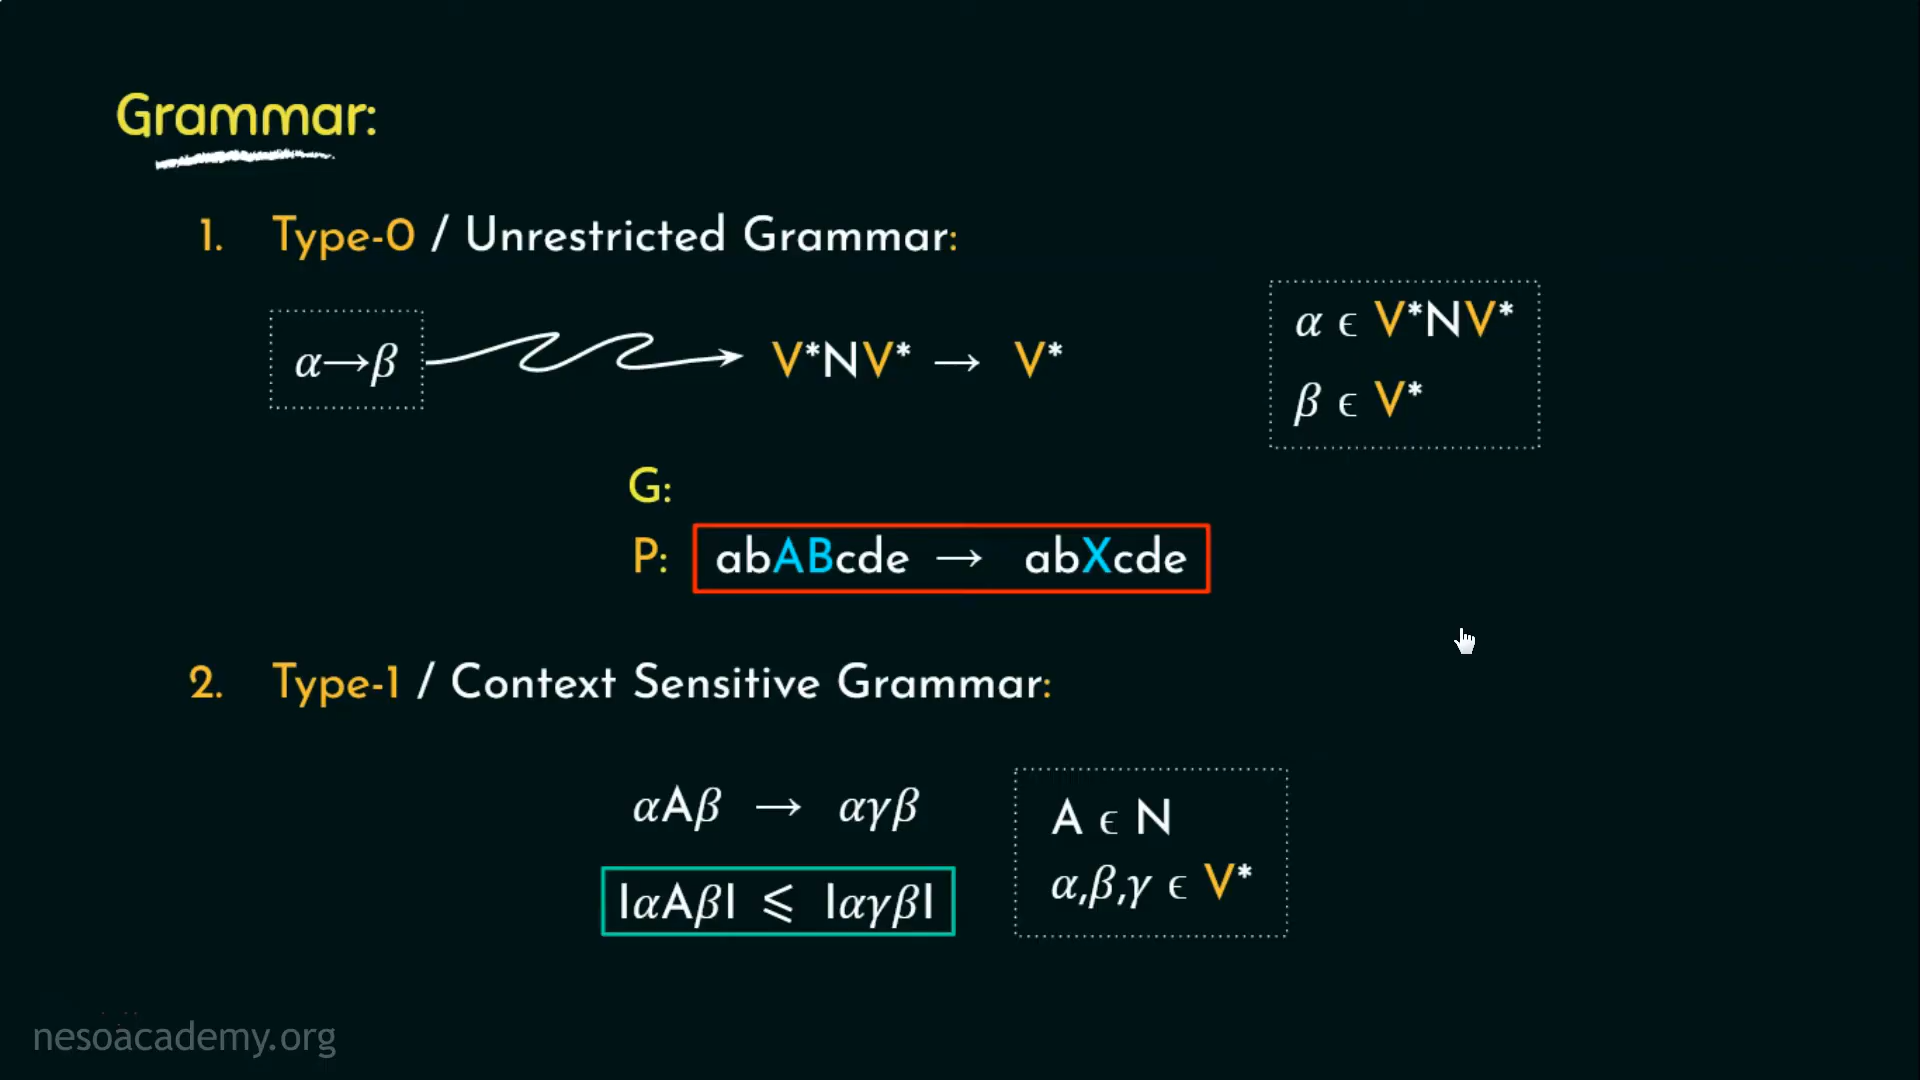 Grammar:
1. Type-0 / Unrestricted Grammar:
α→β V*NV* → V*
α ϵ V*NV*
β ϵ V*
G:
P: abABcde → abXcde
2. Type-1 / Context Sensitive Grammar:
αAβ → αγβ
|αAβ| ⩽ |αγβ|
A ϵ N
α,β,γ ϵ V*
nesoacademy.org